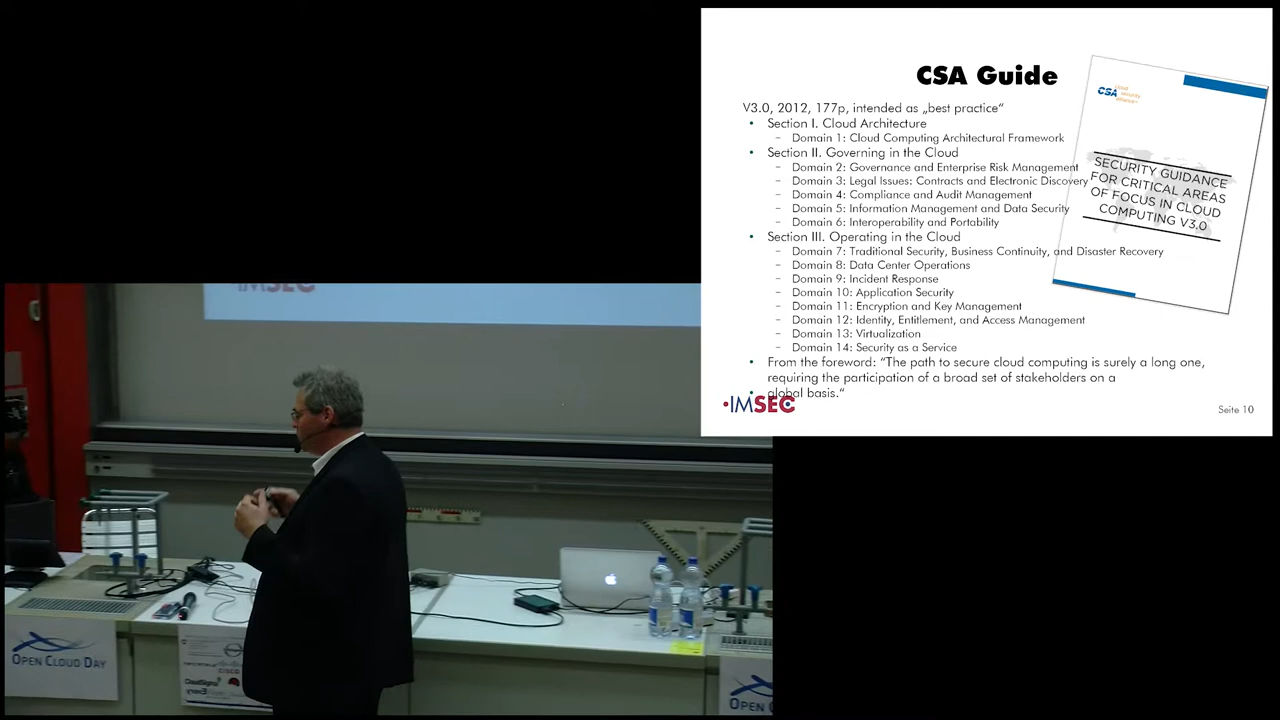 CSA Guide
V3.0, 2012, 177p, intended as „best practice“
• Section I. Cloud Architecture
– Domain 1: Cloud Computing Architectural Framework
• Section II. Governing in the Cloud
– Domain 2: Governance and Enterprise Risk Management
– Domain 3: Legal Issues: Contracts and Electronic Discovery
– Domain 4: Compliance and Audit Management
– Domain 5: Information Management and Data Security
– Domain 6: Interoperability and Portability
• Section III. Operating in the Cloud
– Domain 7: Traditional Security, Business Continuity, and Disaster Recovery
– Domain 8: Data Center Operations
– Domain 9: Incident Response
– Domain 10: Application Security
– Domain 11: Encryption and Key Management
– Domain 12: Identity, Entitlement, and Access Management
– Domain 13: Virtualization
– Domain 14: Security as a Service
• From the foreword: “The path to secure cloud computing is surely a long one,
requiring the participation of a broad set of stakeholders on a
• global basis.“
IMSEC
Seite 10
CSA cloud
security
alliance
SECURITY GUIDANCE
FOR CRITICAL AREAS
OF FOCUS IN CLOUD
COMPUTING V3.0
IMSEC
OPEN CLOUD DAY
CISCO
OPEN